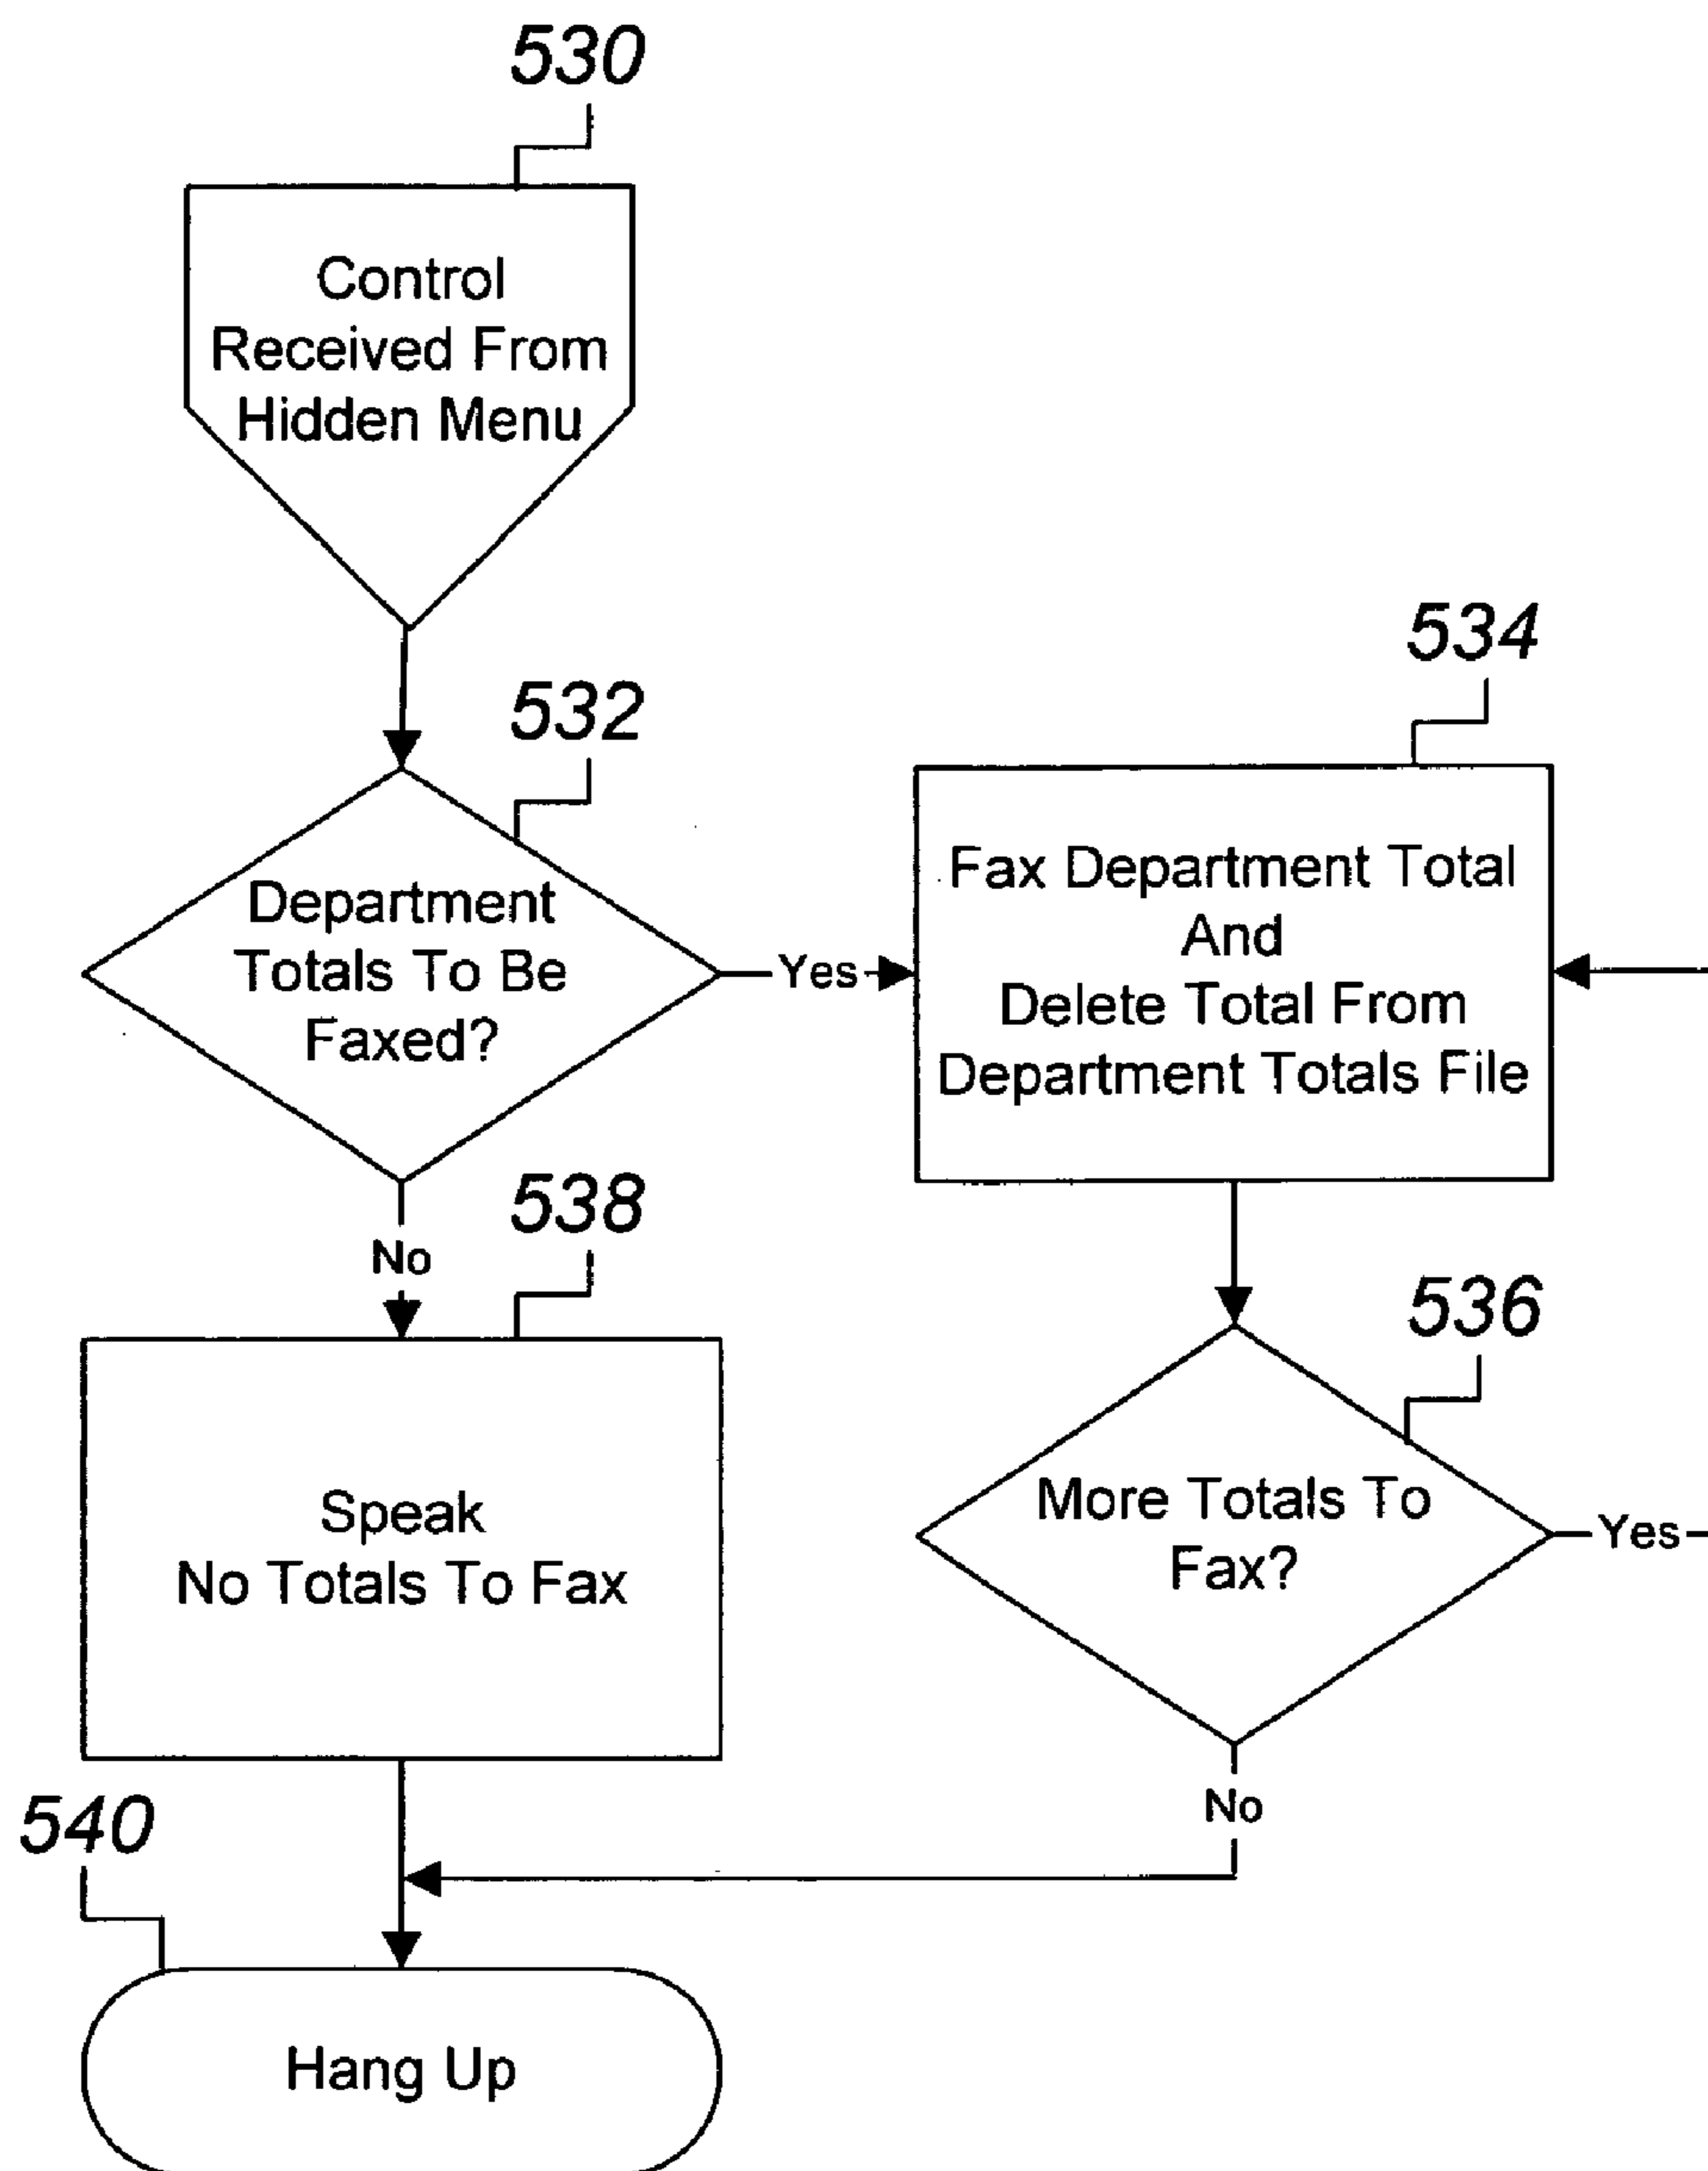 530
Control
Received From
Hidden Menu
532
Department
Totals To Be
Faxed?
Yes
534
Fax Department Total
And
Delete Total From
Department Totals File
No
538
Speak
No Totals To Fax
536
More Totals To
Fax?
Yes
No
540
Hang Up